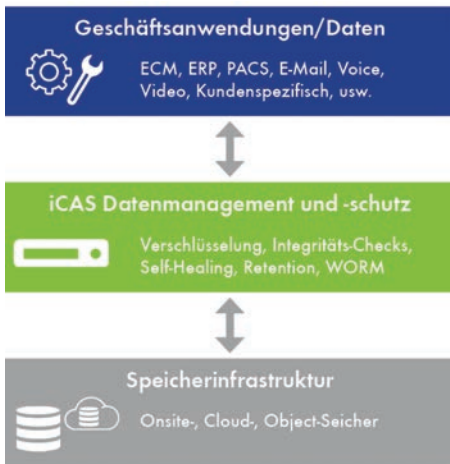 Geschäftsanwendungen/Daten
ECM, ERP, PACS, E-Mail, Voice,
Video, Kundenspezifisch, usw.
iCAS Datenmanagement und -schutz
Verschlüsselung, Integritäts-Checks,
Self-Healing, Retention, WORM
Speicherinfrastruktur
Onsite-, Cloud-, Object-Seicher